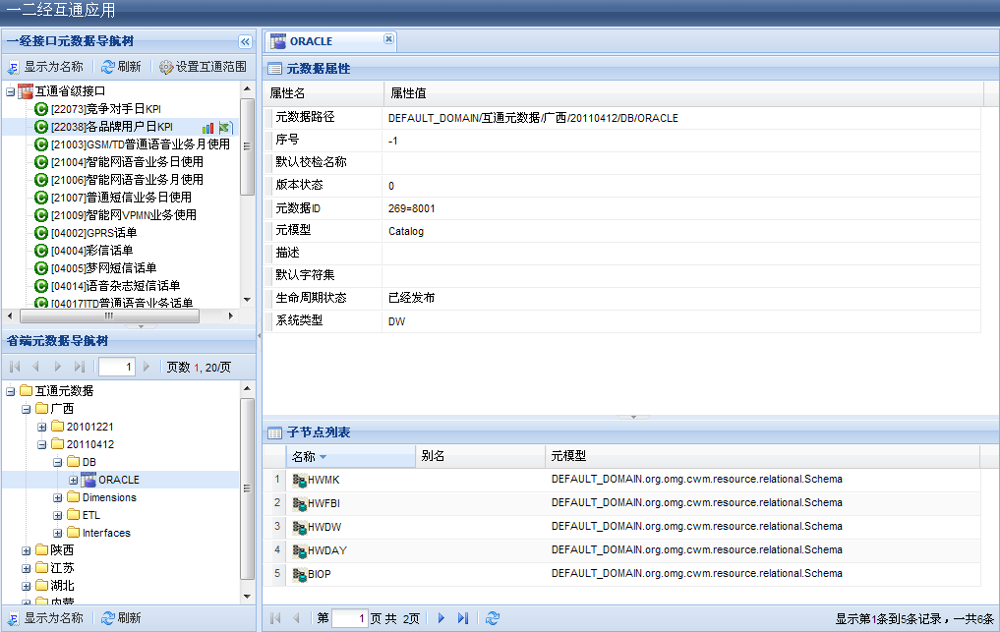 一二经互通应用
一经接口元数据导航树
显示为名称 刷新 设置互通范围
互通省级接口
[22073]竞争对手日KPI
[22038]各品牌用户日KPI
[21003]GSM/TD普通语音业务月使用
[21004]智能网语音业务日使用
[21006]智能网语音业务月使用
[21007]普通短信业务日使用
[21009]智能网VPMN业务使用
[04002]GPRS话单
[04004]彩信话单
[04005]梦网短信话单
[04014]语音杂志短信话单
[04017]TD普通语音业务话单
省端元数据导航树
1 页数 1, 20/页
互通元数据
广西
20101221
20110412
DB
ORACLE
Dimensions
ETL
Interfaces
陕西
江苏
湖北
内蒙
显示为名称 刷新
ORACLE
元数据属性
属性名 属性值
元数据路径 DEFAULT_DOMAIN/互通元数据/广西/20110412/DB/ORACLE
序号 -1
默认校检名称
版本状态 0
元数据ID 269=8001
元模型 Catalog
描述
默认字符集
生命周期状态 已经发布
系统类型 DW
子节点列表
名称 别名 元模型
1 HWMK DEFAULT_DOMAIN.org.omg.cwm.resource.relational.Schema
2 HWFBI DEFAULT_DOMAIN.org.omg.cwm.resource.relational.Schema
3 HWDW DEFAULT_DOMAIN.org.omg.cwm.resource.relational.Schema
4 HWDAY DEFAULT_DOMAIN.org.omg.cwm.resource.relational.Schema
5 BIOP DEFAULT_DOMAIN.org.omg.cwm.resource.relational.Schema
第 1 页 共 2页 显示第1条到5条记录，一共6条